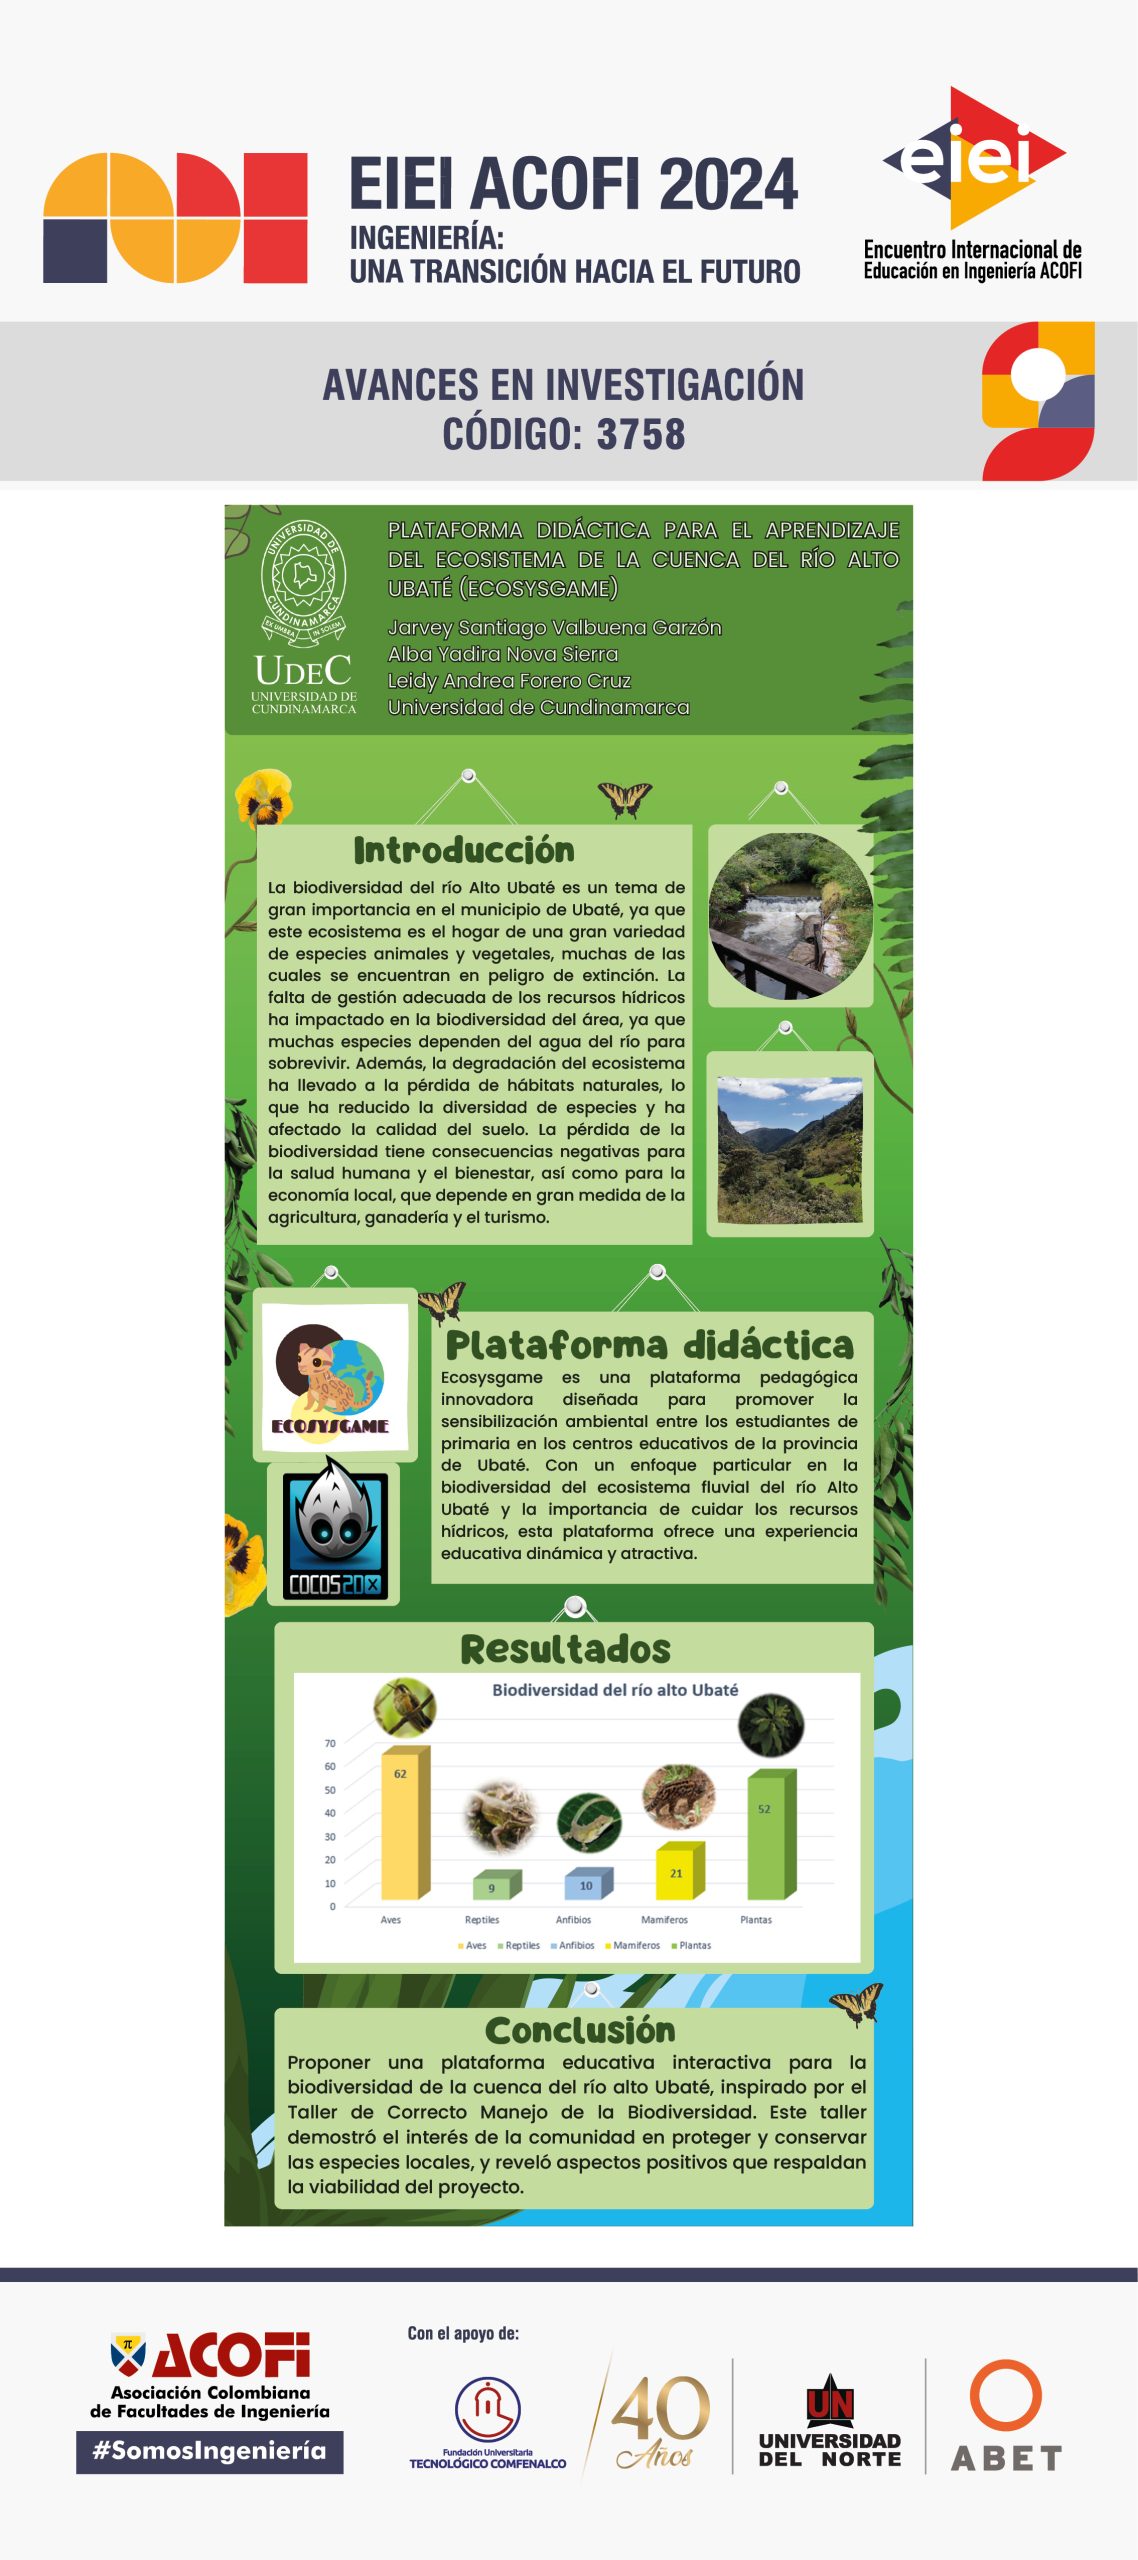 EIEI ACOFI 2024
INGENIERÍA:
UNA TRANSICIÓN HACIA EL FUTURO
eiei
Encuentro Internacional de
Educación en Ingeniería ACOFI
AVANCES EN INVESTIGACIÓN
CÓDIGO: 3758
UNIVERSIDAD DE
CUNDINAMARCA
EX UMBRA IN SOLEM
UDEC
UNIVERSIDAD DE
CUNDINAMARCA
PLATAFORMA DIDÁCTICA PARA EL APRENDIZAJE
DEL ECOSISTEMA DE LA CUENCA DEL RÍO ALTO
UBATÉ (ECOSYSGAME)
Jarvey Santiago Valbuena Garzón
Alba Yadira Nova Sierra
Leidy Andrea Forero Cruz
Universidad de Cundinamarca
Introducción
La biodiversidad del río Alto Ubaté es un tema de
gran importancia en el municipio de Ubaté, ya que
este ecosistema es el hogar de una gran variedad
de especies animales y vegetales, muchas de las
cuales se encuentran en peligro de extinción. La
falta de gestión adecuada de los recursos hídricos
ha impactado en la biodiversidad del área, ya que
muchas especies dependen del agua del río para
sobrevivir. Además, la degradación del ecosistema
ha llevado a la pérdida de hábitats naturales, lo
que ha reducido la diversidad de especies y ha
afectado la calidad del suelo. La pérdida de la
biodiversidad tiene consecuencias negativas para
la salud humana y el bienestar, así como para la
economía local, que depende en gran medida de la
agricultura, ganadería y el turismo.
ECOSYSGAME
COCOS2DX
Plataforma didáctica
Ecosysgame es una plataforma pedagógica
innovadora diseñada para promover la
sensibilización ambiental entre los estudiantes de
primaria en los centros educativos de la provincia
de Ubaté. Con un enfoque particular en la
biodiversidad del ecosistema fluvial del río Alto
Ubaté y la importancia de cuidar los recursos
hídricos, esta plataforma ofrece una experiencia
educativa dinámica y atractiva.
Resultados
Biodiversidad del río alto Ubaté
70
60
50
40
30
20
10
0
62
9
10
21
52
Aves Reptiles Anfibios Mamiferos Plantas
Aves Reptiles Anfibios Mamiferos Plantas
Conclusión
Proponer una plataforma educativa interactiva para la
biodiversidad de la cuenca del río alto Ubaté, inspirado por el
Taller de Correcto Manejo de la Biodiversidad. Este taller
demostró el interés de la comunidad en proteger y conservar
las especies locales, y reveló aspectos positivos que respaldan
la viabilidad del proyecto.
π
ACOFI
Asociación Colombiana
de Facultades de Ingeniería
#SomosIngeniería
Con el apoyo de:
Fundación Universitaria
TECNOLÓGICO COMFENALCO
40
Años
UN
UNIVERSIDAD
DEL NORTE
ABET